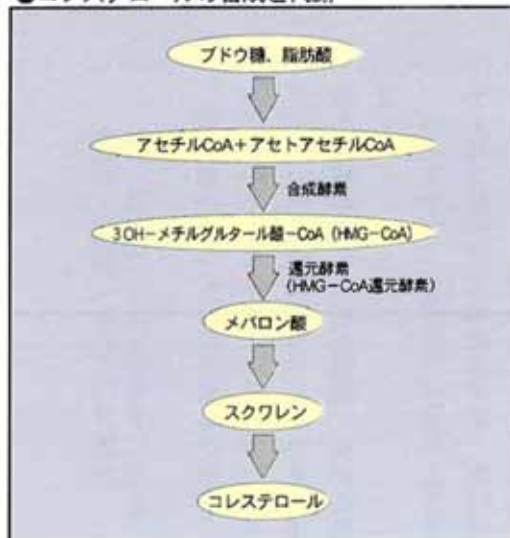 ブドウ糖、脂肪酸
アセチルCoA+アセトアセチルCoA
合成酵素
3OH-メチルグルタール酸-CoA (HMG-CoA)
還元酵素
(HMG-CoA還元酵素)
メバロン酸
スクワレン
コレステロール